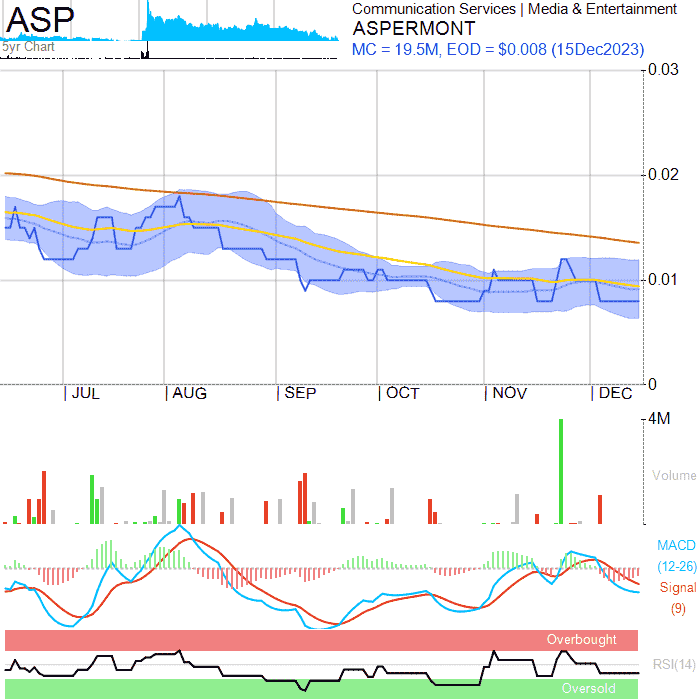 ASP
5yr Chart
Communication Services | Media & Entertainment
ASPERMONT
MC = 19.5M, EOD = $0.008 (15Dec2023)
0.03
0.02
0.01
0
| JUL | AUG | SEP | OCT | NOV | DEC
4M
Volume
MACD
(12-26)
Signal
(9)
Overbought
RSI(14)
Oversold